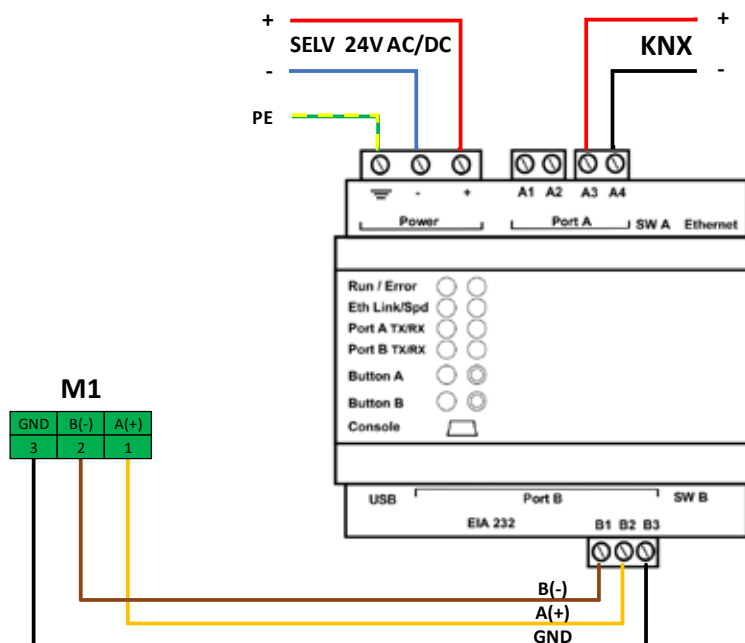 + +
SELV 24V AC/DC KNX
- -
PE
A1 A2 A3 A4
- +
Power Port A SW A Ethernet
Run / Error
Eth Link/Spd
Port A TX/RX
Port B TX/RX
Button A
Button B
Console
M1
GND B(-) A(+)
3 2 1
USB Port B SW B
EIA 232 B1 B2 B3
B(-)
A(+)
GND